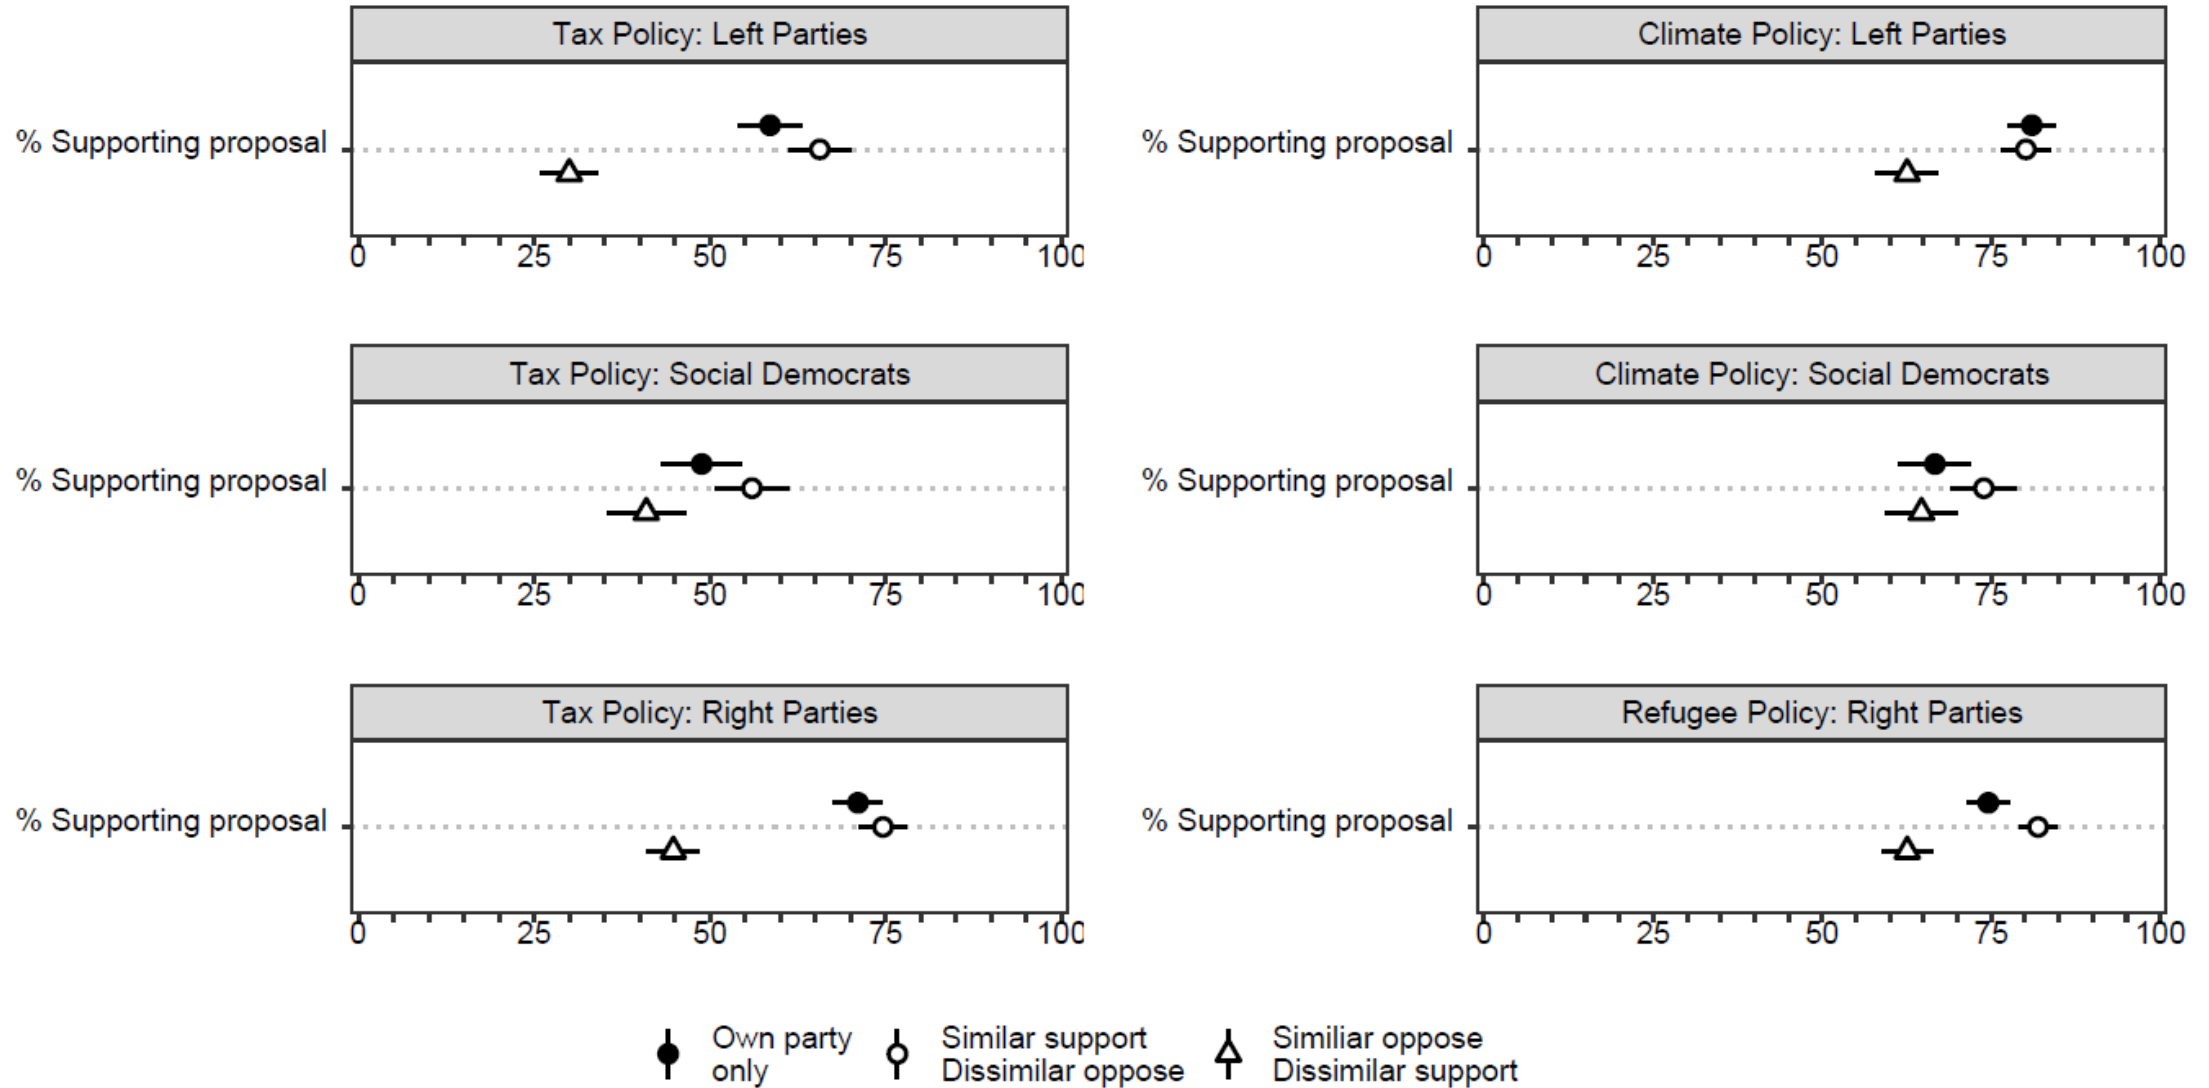 Tax Policy: Left Parties
% Supporting proposal
0 25 50 75 100
Climate Policy: Left Parties
% Supporting proposal
0 25 50 75 100
Tax Policy: Social Democrats
% Supporting proposal
0 25 50 75 100
Climate Policy: Social Democrats
% Supporting proposal
0 25 50 75 100
Tax Policy: Right Parties
% Supporting proposal
0 25 50 75 100
Refugee Policy: Right Parties
% Supporting proposal
0 25 50 75 100
Own party
only
Similar support
Dissimilar oppose
Similiar oppose
Dissimilar support